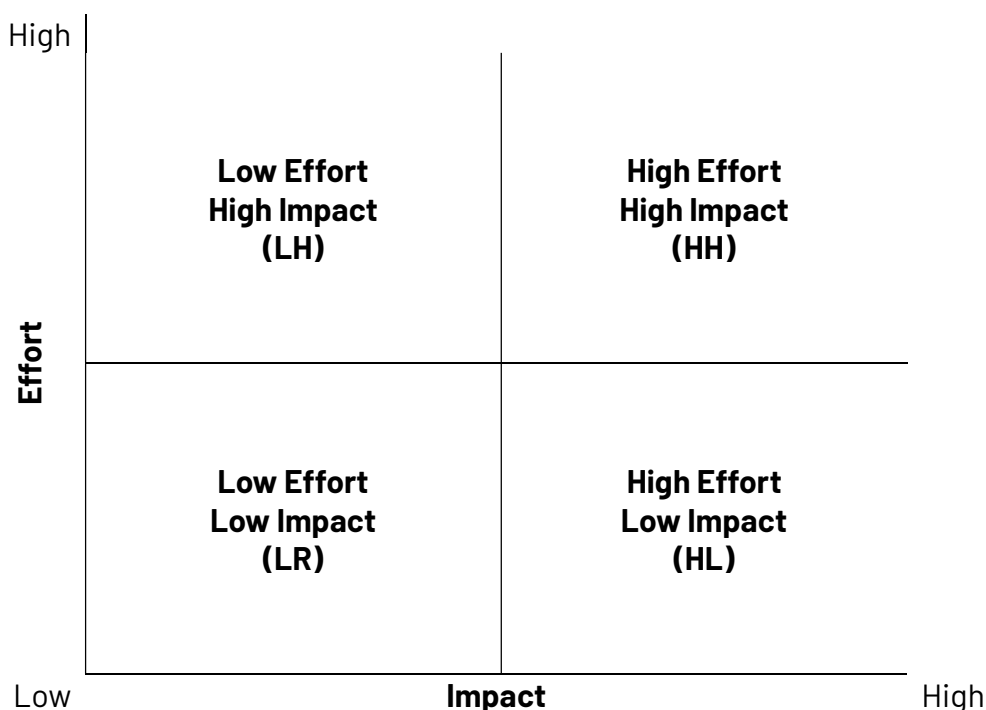 High
Low Effort
High Impact
(LH)
High Effort
High Impact
(HH)
Effort
Low Effort
Low Impact
(LR)
High Effort
Low Impact
(HL)
Low
Impact
High